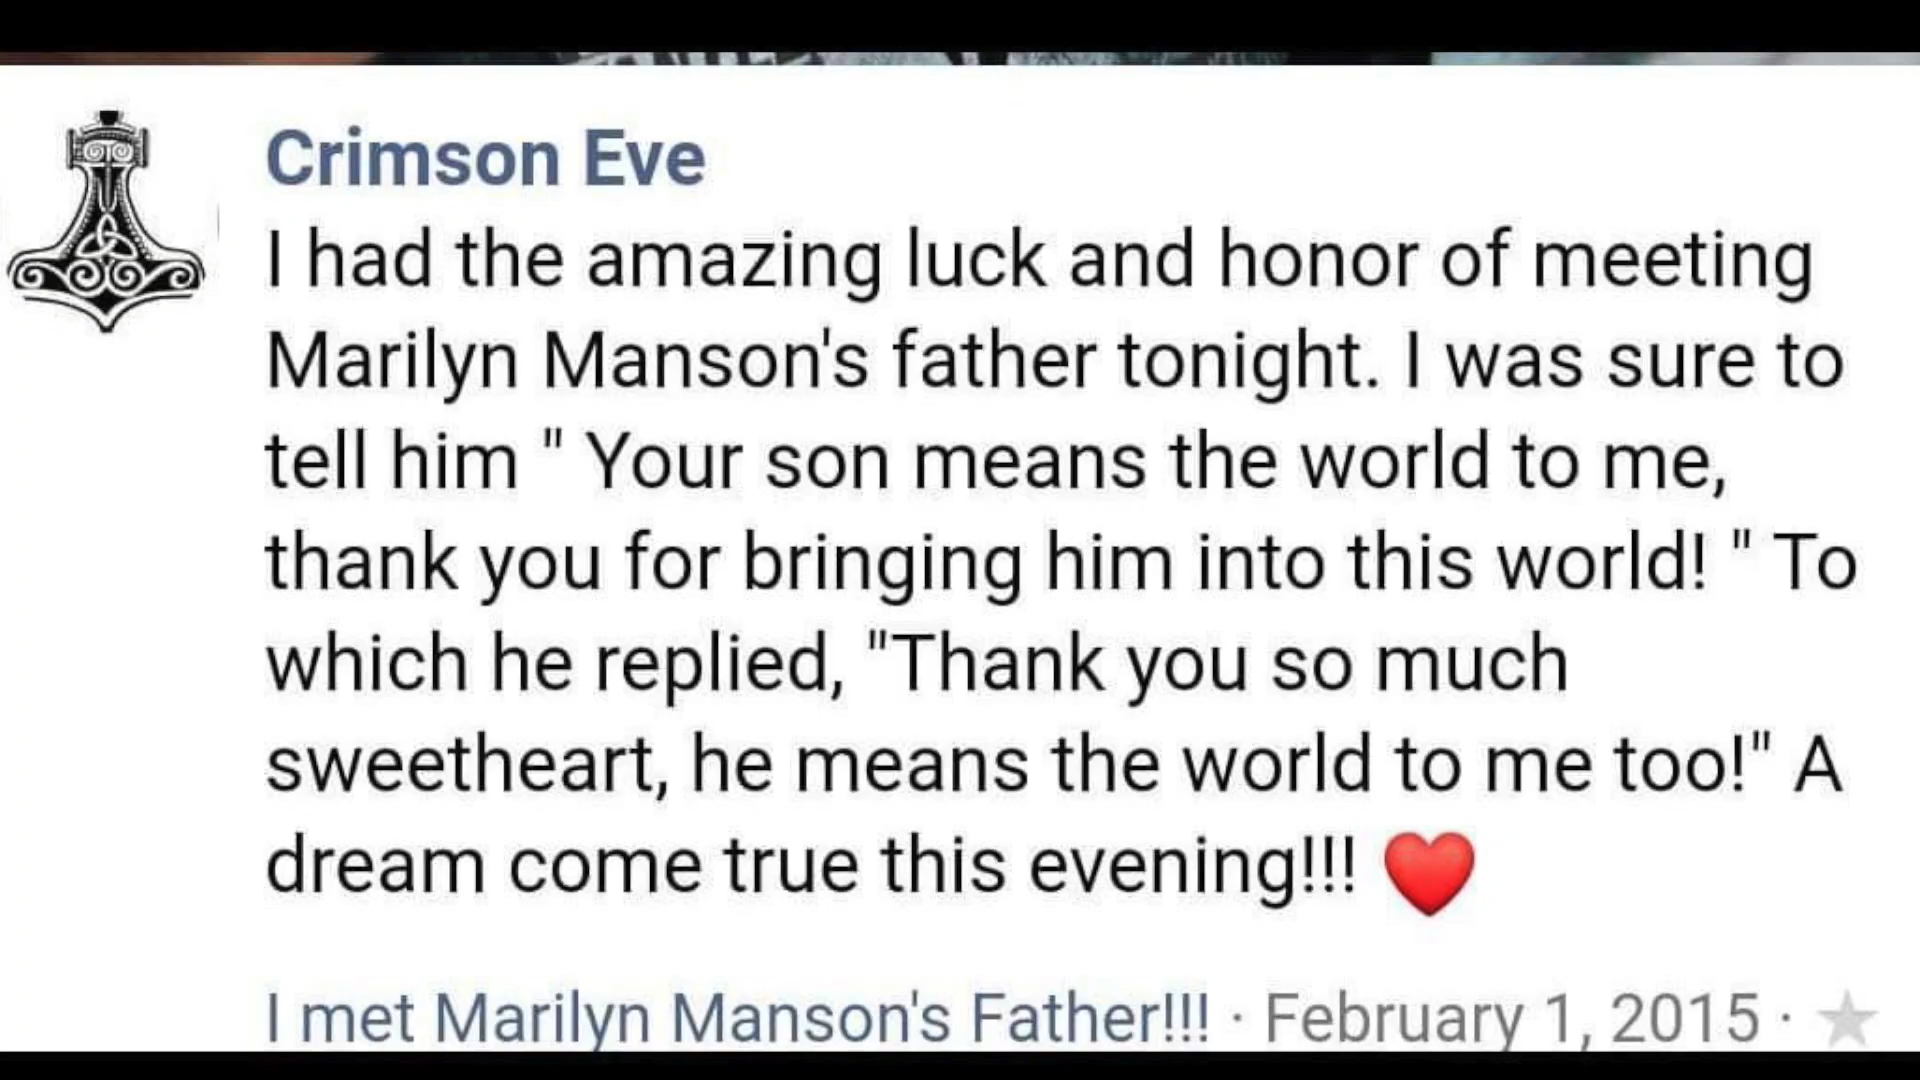 Crimson Eve
I had the amazing luck and honor of meeting
Marilyn Manson's father tonight. I was sure to
tell him " Your son means the world to me,
thank you for bringing him into this world! " To
which he replied, "Thank you so much
sweetheart, he means the world to me too!" A
dream come true this evening!!! ❤️
I met Marilyn Manson's Father!!! · February 1, 2015 ·